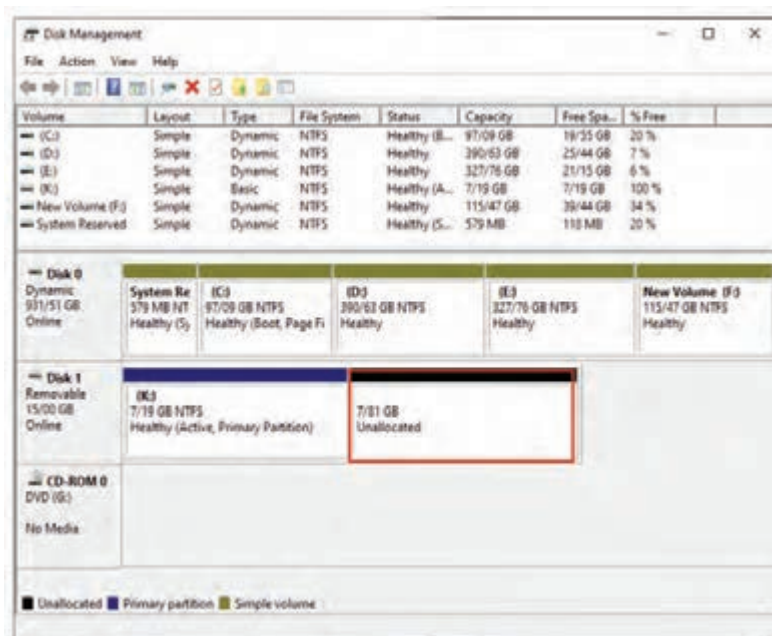 Disk Management
File Action View Help
Volume Layout Type File System Status Capacity Free Spa... % Free
(C:) Simple Dynamic NTFS Healthy (B... 97/09 GB 19/55 GB 20 %
(D:) Simple Dynamic NTFS Healthy 390/63 GB 25/44 GB 7 %
(E:) Simple Dynamic NTFS Healthy 327/76 GB 21/15 GB 6 %
(K:) Simple Basic NTFS Healthy (A... 7/19 GB 7/19 GB 100 %
New Volume (F:) Simple Dynamic NTFS Healthy 115/47 GB 39/44 GB 34 %
System Reserved Simple Dynamic NTFS Healthy (S... 579 MB 118 MB 20 %
Disk 0
Dynamic
931/51 GB
Online
System Re
579 MB NT
Healthy (Sy
(C:)
97/09 GB NTFS
Healthy (Boot, Page Fi
(D:)
390/63 GB NTFS
Healthy
(E:)
327/76 GB NTFS
Healthy
New Volume (F:)
115/47 GB NTFS
Healthy
Disk 1
Removable
15/00 GB
Online
(K:)
7/19 GB NTFS
Healthy (Active, Primary Partition)
7/81 GB
Unallocated
CD-ROM 0
DVD (G:)
No Media
Unallocated Primary partition Simple volume